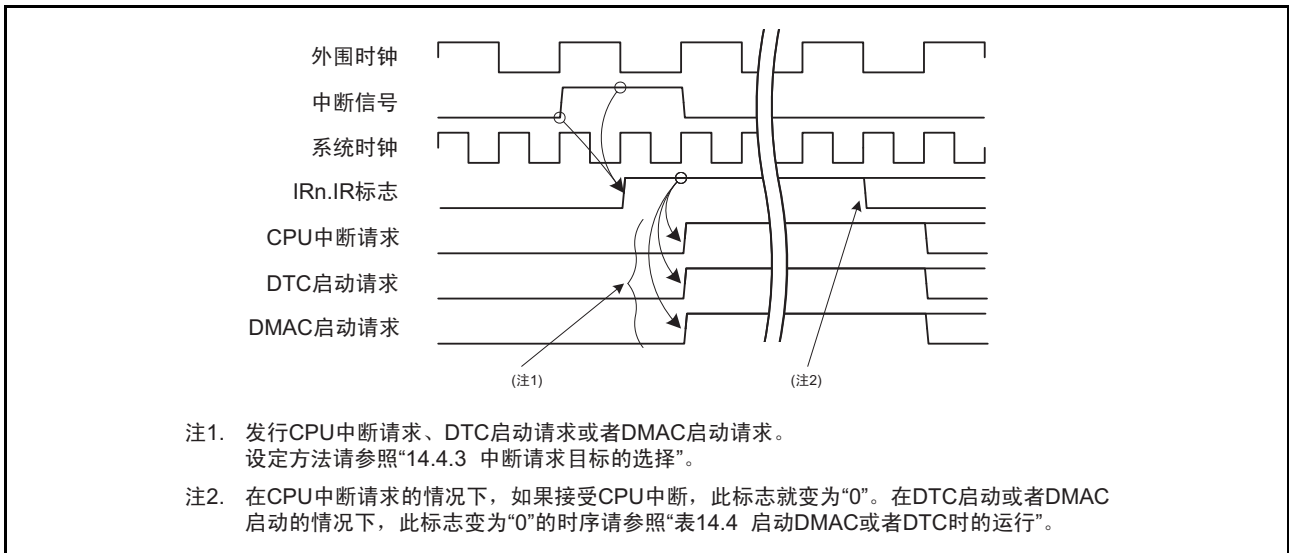 外围时钟
中断信号
系统时钟
IRn.IR标志
CPU中断请求
DTC启动请求
DMAC启动请求
(注1)
(注2)
注1. 发行CPU中断请求、DTC启动请求或者DMAC启动请求。
设定方法请参照“14.4.3 中断请求目标的选择”。
注2. 在CPU中断请求的情况下，如果接受CPU中断，此标志就变为“0”。在DTC启动或者DMAC
启动的情况下，此标志变为“0”的时序请参照“表14.4 启动DMAC或者DTC时的运行”。